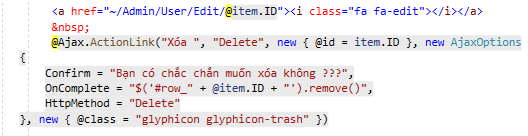 <a href="~/Admin/User/Edit/@item.ID"><i class="fa fa-edit"></i></a>
&nbsp;
@Ajax.ActionLink("Xóa ", "Delete", new { @id = item.ID }, new AjaxOptions
{
Confirm = "Bạn có chắc chắn muốn xóa không ???",
OnComplete = "$('#row_" + @item.ID + "').remove()",
HttpMethod = "Delete"
}, new { @class = "glyphicon glyphicon-trash" })